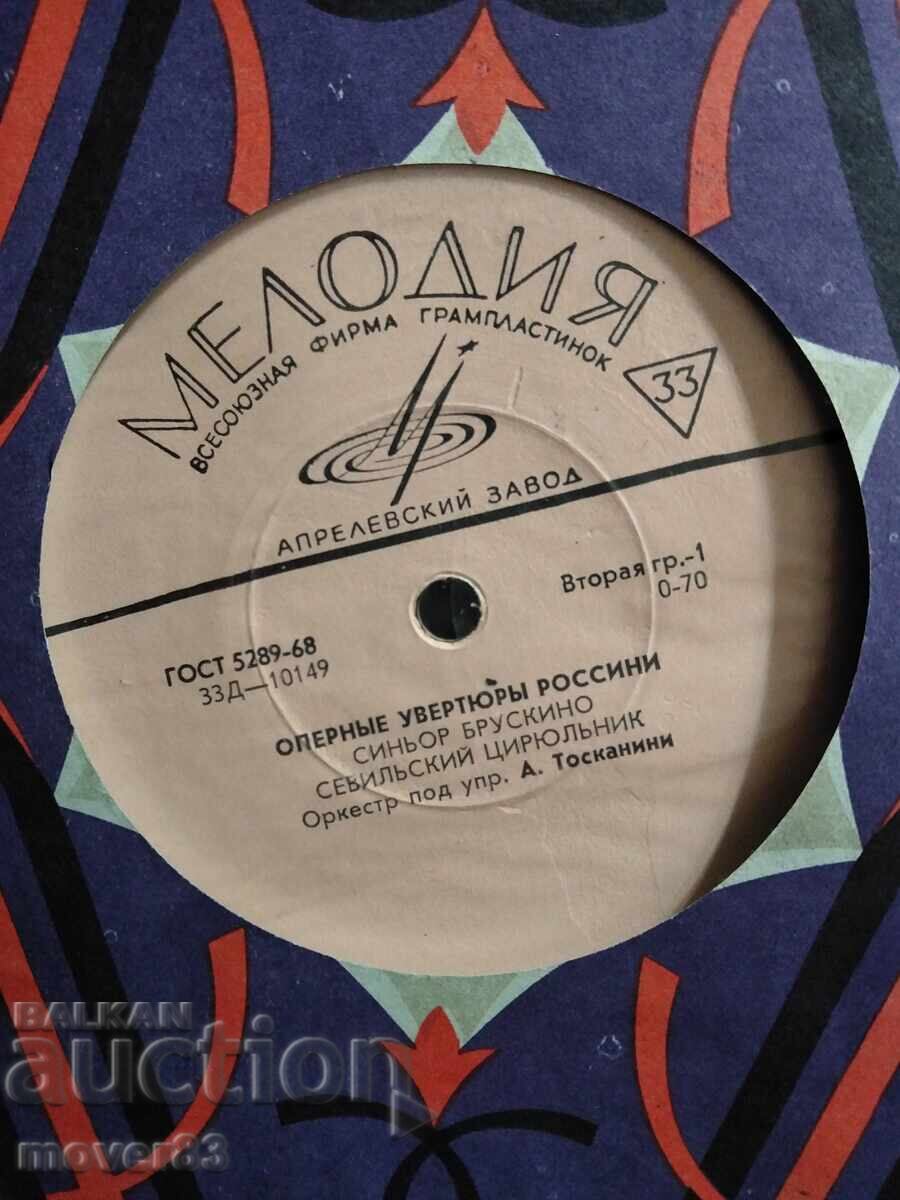 МЕЛОДИЯ
ВСЕСОЮЗНАЯ ФИРМА ГРАМПЛАСТИНОК
33
АПРЕЛЕВСКИЙ ЗАВОД
Вторая гр.-1
0-70
ГОСТ 5289-68
33Д—10149
ОПЕРНЫЕ УВЕРТЮРЫ РОССИНИ
СИНЬОР БРУСКИНО
СЕВИЛЬСКИЙ ЦИРЮЛЬНИК
Оркестр под упр. А. Тосканини
BALKAN
auction
mover83